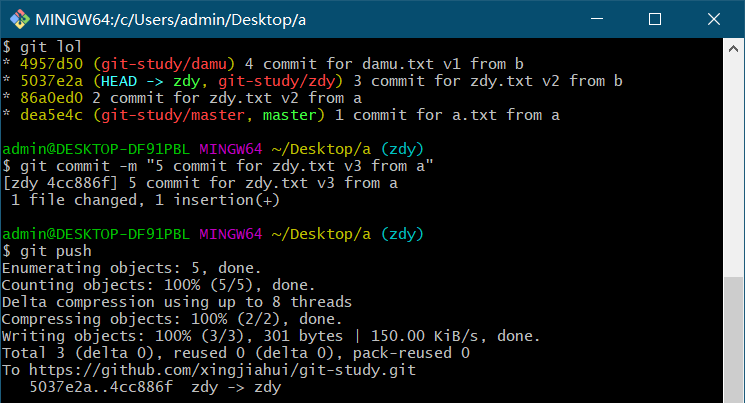 MINGW64:/c/Users/admin/Desktop/a
$ git lol
* 4957d50 (git-study/damu) 4 commit for damu.txt v1 from b
* 5037e2a (HEAD -> zdy, git-study/zdy) 3 commit for zdy.txt v2 from b
* 86a0ed0 2 commit for zdy.txt v2 from a
* dea5e4c (git-study/master, master) 1 commit for a.txt from a
admin@DESKTOP-DF91PBL MINGW64 ~/Desktop/a (zdy)
$ git commit -m "5 commit for zdy.txt v3 from a"
[zdy 4cc886f] 5 commit for zdy.txt v3 from a
1 file changed, 1 insertion(+)
admin@DESKTOP-DF91PBL MINGW64 ~/Desktop/a (zdy)
$ git push
Enumerating objects: 5, done.
Counting objects: 100% (5/5), done.
Delta compression using up to 8 threads
Compressing objects: 100% (2/2), done.
Writing objects: 100% (3/3), 301 bytes | 150.00 KiB/s, done.
Total 3 (delta 0), reused 0 (delta 0), pack-reused 0
To https://github.com/xingjiahui/git-study.git
5037e2a..4cc886f  zdy -> zdy